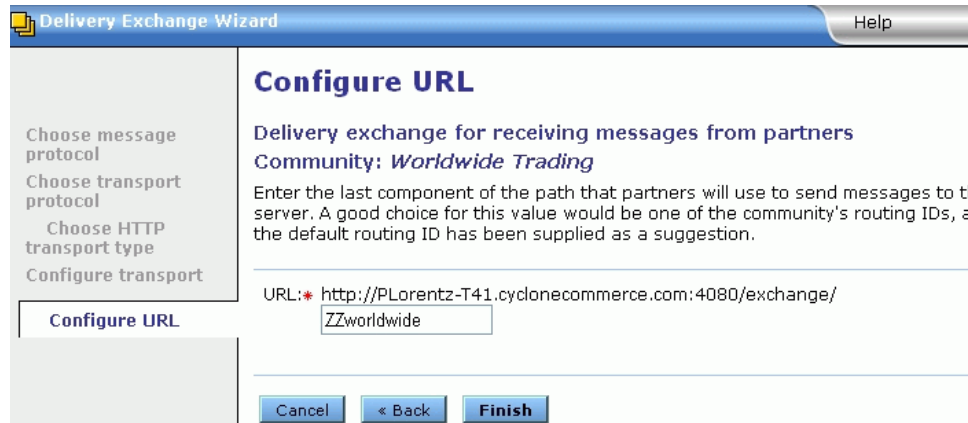 Delivery Exchange Wizard
Help
Choose message
protocol
Choose transport
protocol
Choose HTTP
transport type
Configure transport
Configure URL
Configure URL
Delivery exchange for receiving messages from partners
Community: Worldwide Trading
Enter the last component of the path that partners will use to send messages to
server. A good choice for this value would be one of the community's routing IDs,
the default routing ID has been supplied as a suggestion.
URL:* http://PLorentz-T41.cyclonecommerce.com:4080/exchange/
ZZworldwide
Cancel
« Back
Finish